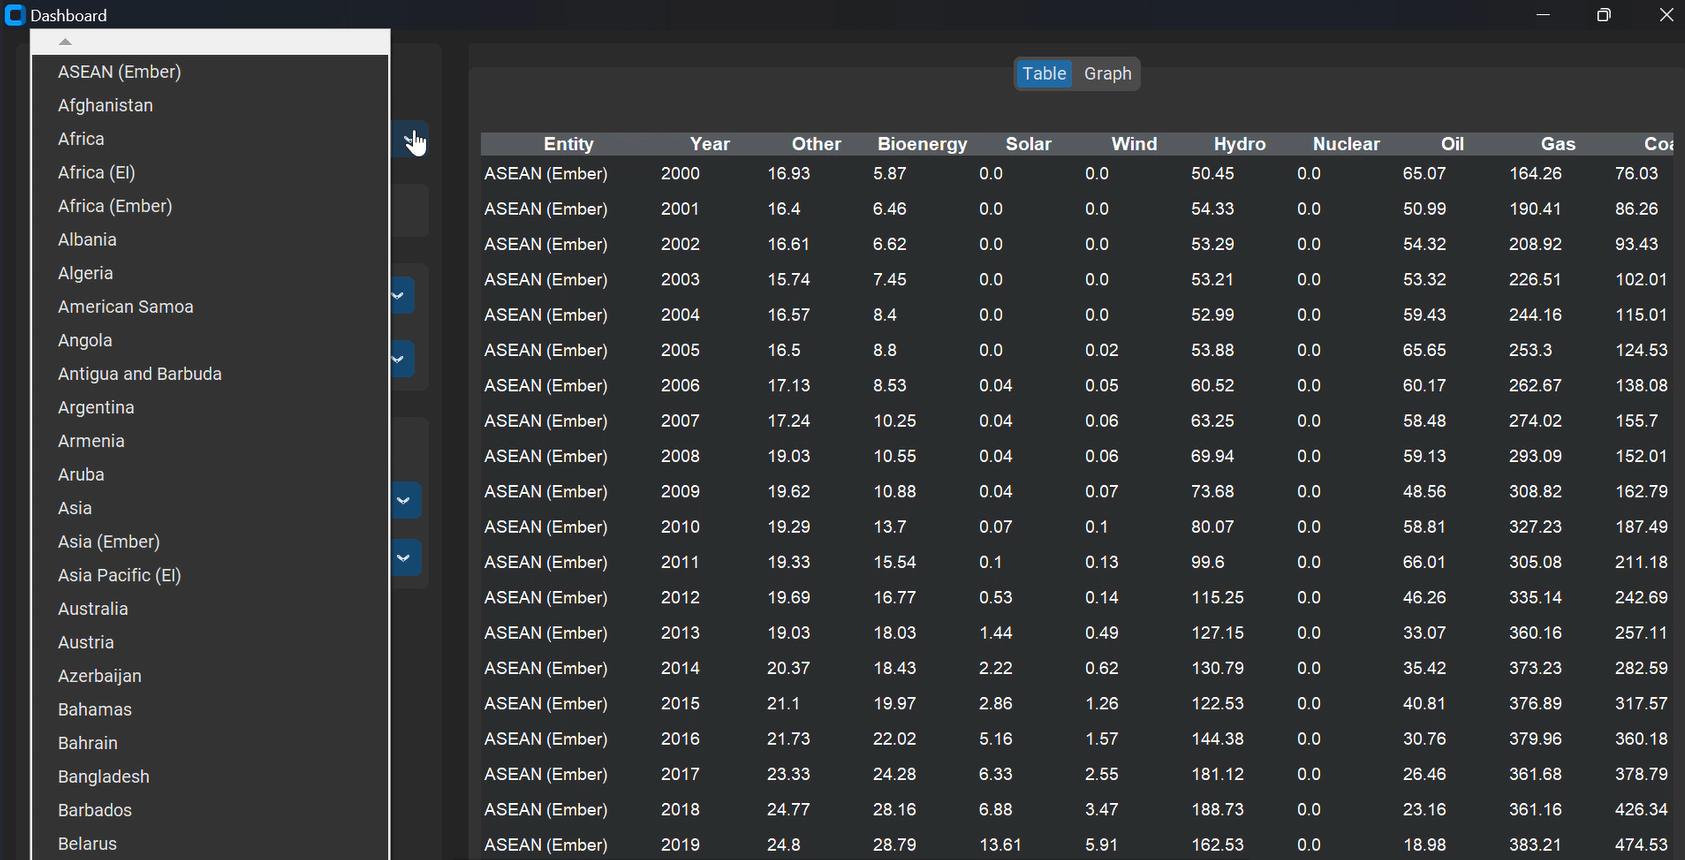 Dashboard
ASEAN (Ember)
Afghanistan
Africa
Africa (EI)
Africa (Ember)
Albania
Algeria
American Samoa
Angola
Antigua and Barbuda
Argentina
Armenia
Aruba
Asia
Asia (Ember)
Asia Pacific (EI)
Australia
Austria
Azerbaijan
Bahamas
Bahrain
Bangladesh
Barbados
Belarus
Table Graph
Entity Year Other Bioenergy Solar Wind Hydro Nuclear Oil Gas Coa
ASEAN (Ember) 2000 16.93 5.87 0.0 0.0 50.45 0.0 65.07 164.26 76.03
ASEAN (Ember) 2001 16.4 6.46 0.0 0.0 54.33 0.0 50.99 190.41 86.26
ASEAN (Ember) 2002 16.61 6.62 0.0 0.0 53.29 0.0 54.32 208.92 93.43
ASEAN (Ember) 2003 15.74 7.45 0.0 0.0 53.21 0.0 53.32 226.51 102.01
ASEAN (Ember) 2004 16.57 8.4 0.0 0.0 52.99 0.0 59.43 244.16 115.01
ASEAN (Ember) 2005 16.5 8.8 0.0 0.02 53.88 0.0 65.65 253.3 124.53
ASEAN (Ember) 2006 17.13 8.53 0.04 0.05 60.52 0.0 60.17 262.67 138.08
ASEAN (Ember) 2007 17.24 10.25 0.04 0.06 63.25 0.0 58.48 274.02 155.7
ASEAN (Ember) 2008 19.03 10.55 0.04 0.06 69.94 0.0 59.13 293.09 152.01
ASEAN (Ember) 2009 19.62 10.88 0.04 0.07 73.68 0.0 48.56 308.82 162.79
ASEAN (Ember) 2010 19.29 13.7 0.07 0.1 80.07 0.0 58.81 327.23 187.49
ASEAN (Ember) 2011 19.33 15.54 0.1 0.13 99.6 0.0 66.01 305.08 211.18
ASEAN (Ember) 2012 19.69 16.77 0.53 0.14 115.25 0.0 46.26 335.14 242.69
ASEAN (Ember) 2013 19.03 18.03 1.44 0.49 127.15 0.0 33.07 360.16 257.11
ASEAN (Ember) 2014 20.37 18.43 2.22 0.62 130.79 0.0 35.42 373.23 282.59
ASEAN (Ember) 2015 21.1 19.97 2.86 1.26 122.53 0.0 40.81 376.89 317.57
ASEAN (Ember) 2016 21.73 22.02 5.16 1.57 144.38 0.0 30.76 379.96 360.18
ASEAN (Ember) 2017 23.33 24.28 6.33 2.55 181.12 0.0 26.46 361.68 378.79
ASEAN (Ember) 2018 24.77 28.16 6.88 3.47 188.73 0.0 23.16 361.16 426.34
ASEAN (Ember) 2019 24.8 28.79 13.61 5.91 162.53 0.0 18.98 383.21 474.53